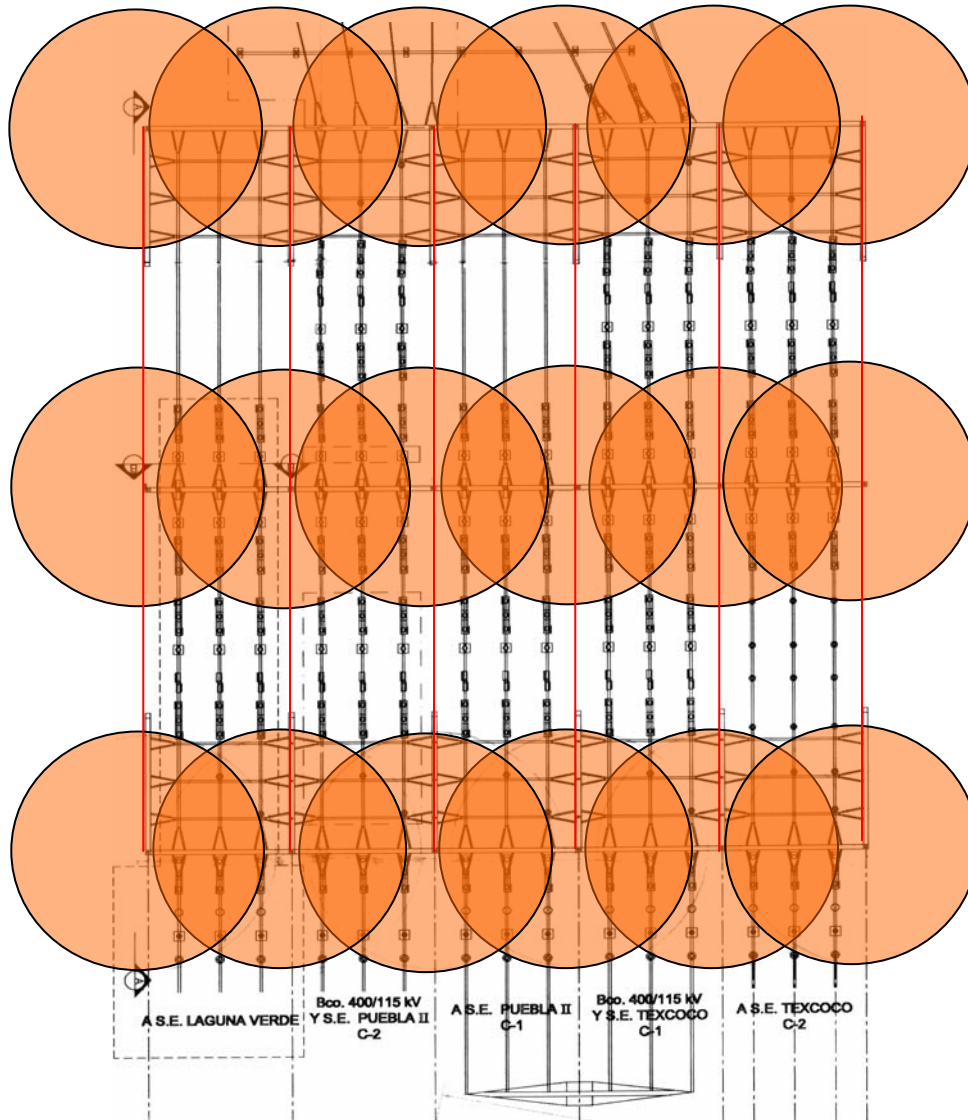 A S.E. LAGUNA VERDE
Bco. 400/115 kV
Y S.E. PUEBLA II
C-2
A S.E. PUEBLA II
C-1
Bco. 400/115 kV
Y S.E. TEXCOCO
C-1
A S.E. TEXCOCO
C-2